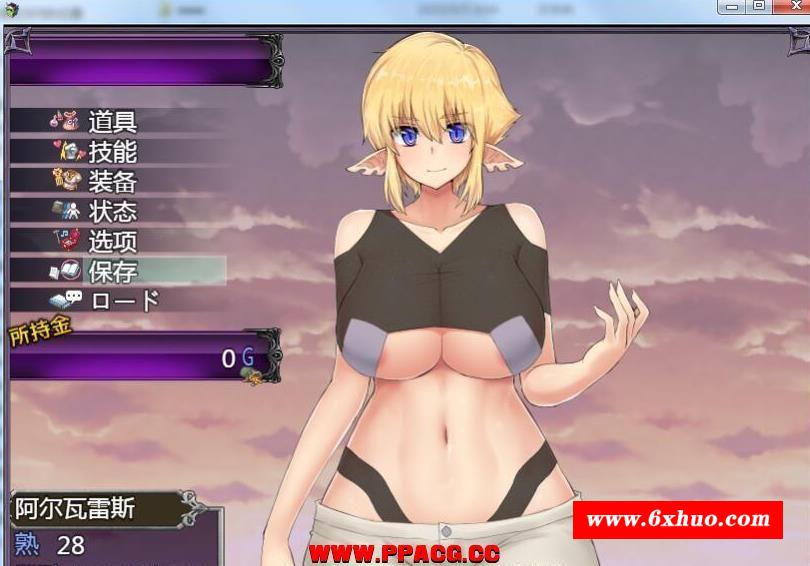 道具
技能
装备
状态
选项
保存
ロード
所持金
0 G
阿尔瓦雷斯
熟 28
www.6xhuo.com
WWW.PPACG.CC